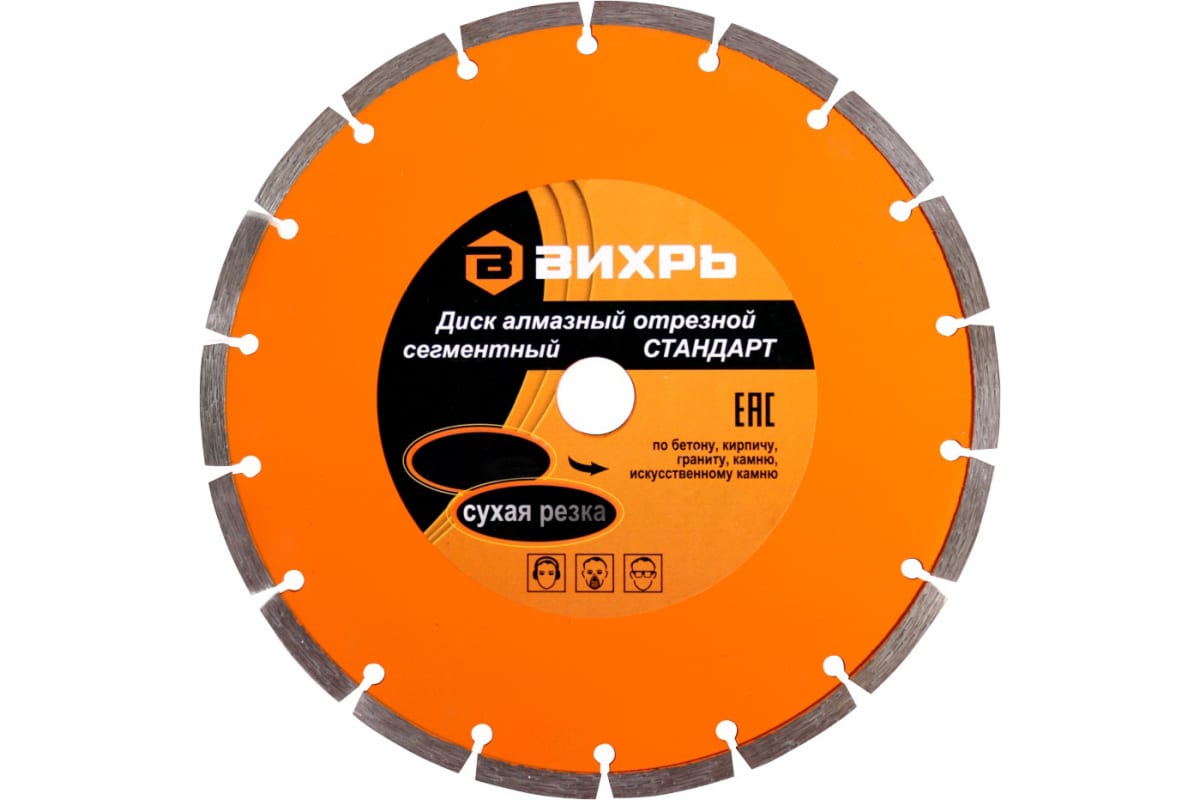 ВИХРЬ
Диск алмазный отрезной
сегментный СТАНДАРТ
EAC
по бетону, кирпичу,
граниту, камню,
искусственному камню
сухая резка